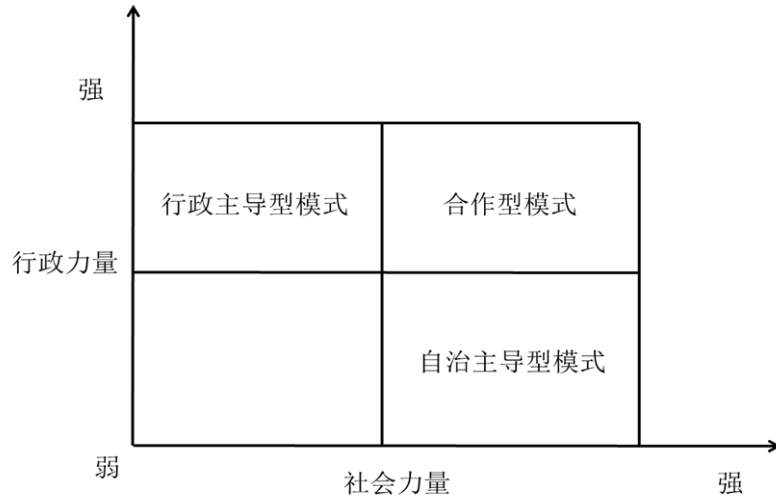 强
行政主导型模式
合作型模式
行政力量
自治主导型模式
弱
社会力量
强